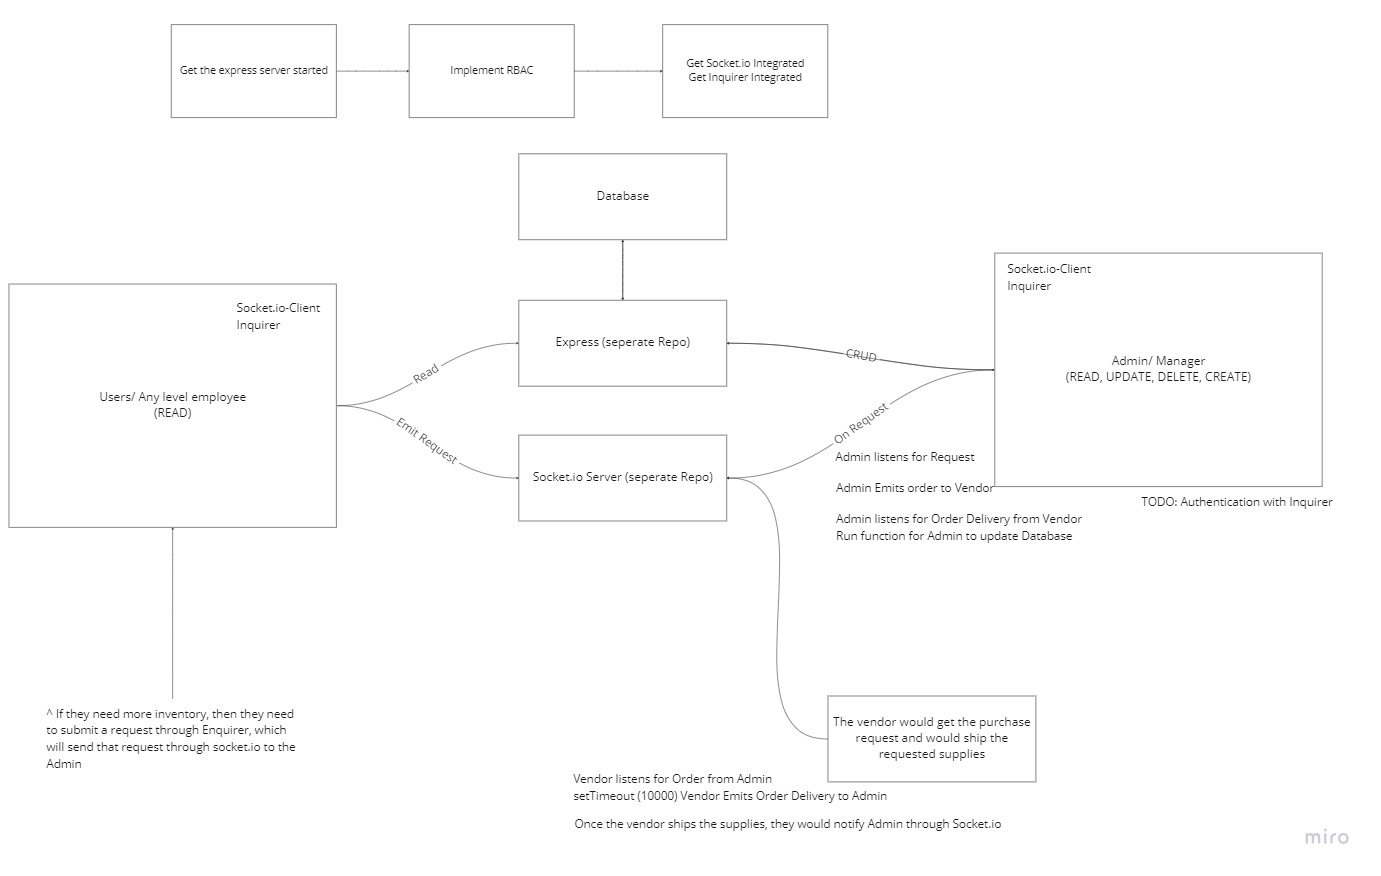 Get the express server started
Implement RBAC
Get Socket.io Integrated
Get Inquirer Integrated
Database
Socket.io-Client
Inquirer
Users/ Any level employee
(READ)
Read
Emit Request
Express (seperate Repo)
Socket.io Server (seperate Repo)
CRUD
On Request
Socket.io-Client
Inquirer
Admin/ Manager
(READ, UPDATE, DELETE, CREATE)
Admin listens for Request
Admin Emits order to Vendor
Admin listens for Order Delivery from Vendor
Run function for Admin to update Database
TODO: Authentication with Inquirer
^ If they need more inventory, then they need
to submit a request through Enquirer, which
will send that request through socket.io to the
Admin
The vendor would get the purchase
request and would ship the
requested supplies
Vendor listens for Order from Admin
setTimeout (10000) Vendor Emits Order Delivery to Admin
Once the vendor ships the supplies, they would notify Admin through Socket.io
miro